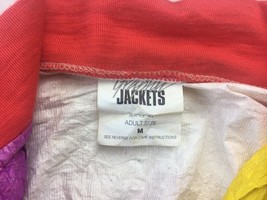 JACKETS
ADULT SIZE
M
SEE REVERSE FOR CARE INSTRUCTIONS